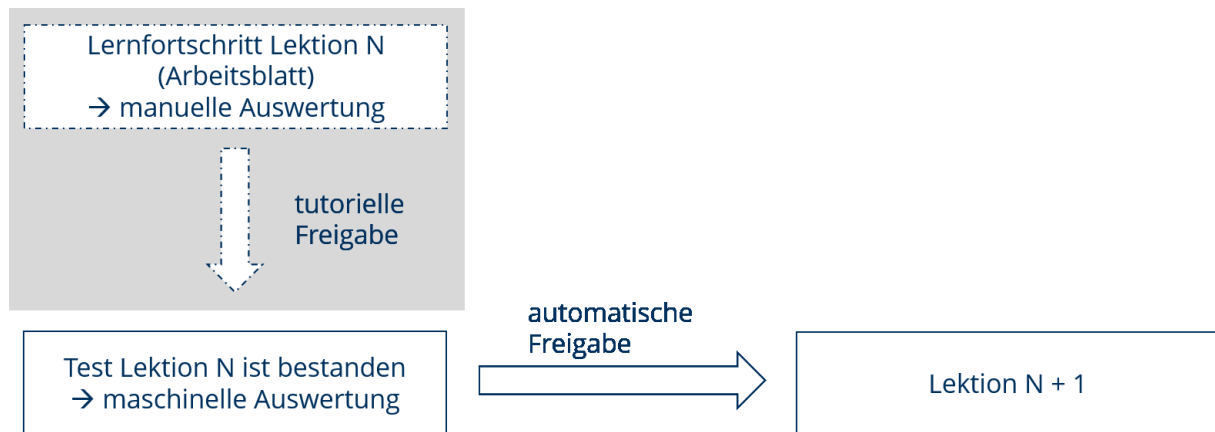 Lernfortschritt Lektion N
(Arbeitsblatt)
→ manuelle Auswertung
tutorielle
Freigabe
automatische
Freigabe
Test Lektion N ist bestanden
→ maschinelle Auswertung
Lektion N + 1